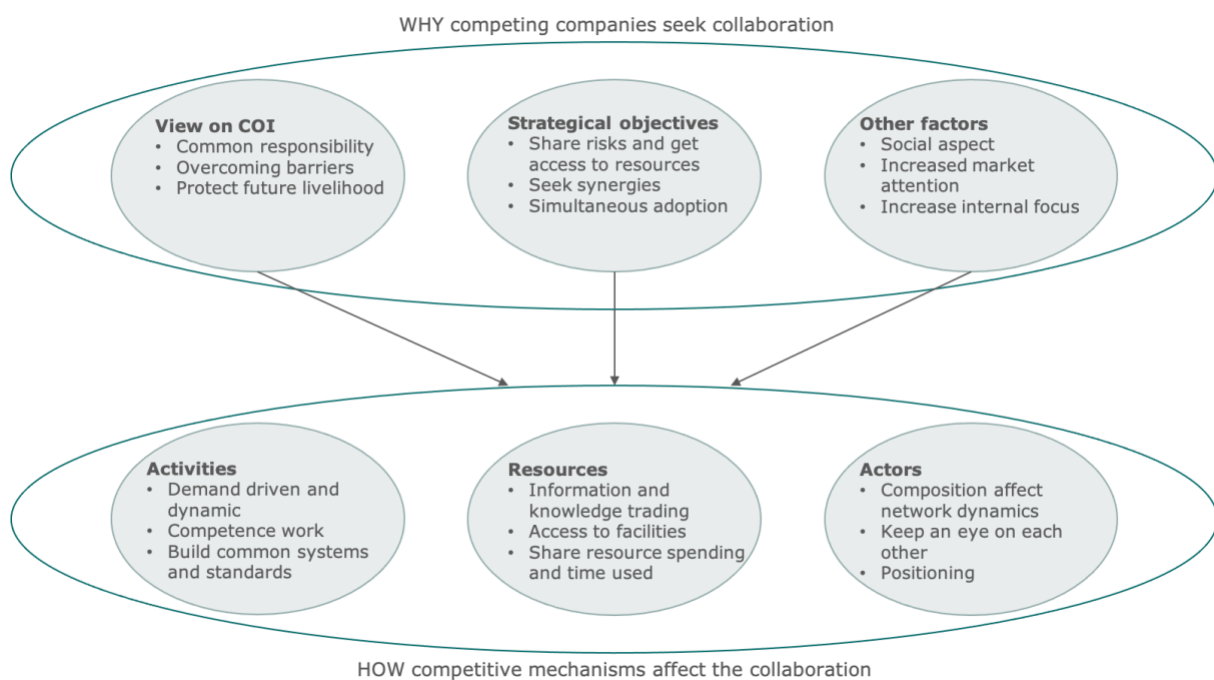 WHY competing companies seek collaboration
View on COI
• Common responsibility
• Overcoming barriers
• Protect future livelihood
Strategical objectives
• Share risks and get
access to resources
• Seek synergies
• Simultaneous adoption
Other factors
• Social aspect
• Increased market
attention
• Increase internal focus
Activities
• Demand driven and
dynamic
• Competence work
• Build common systems
and standards
Resources
• Information and
knowledge trading
• Access to facilities
• Share resource spending
and time used
Actors
• Composition affect
network dynamics
• Keep an eye on each
other
• Positioning
HOW competitive mechanisms affect the collaboration